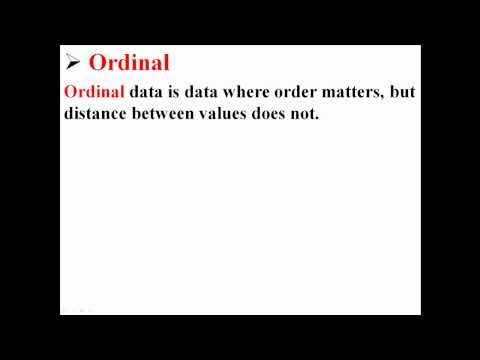 ➢ Ordinal
Ordinal data is data where order matters, but
distance between values does not.